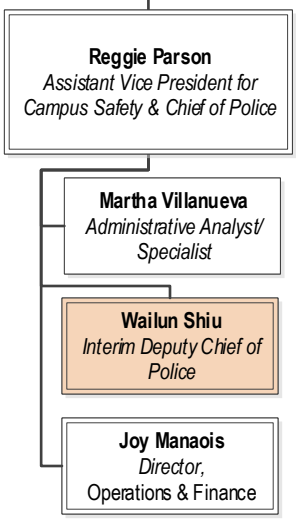 Reggie Parson
Assistant Vice President for
Campus Safety & Chief of Police
Martha Villanueva
Administrative Analyst/
Specialist
Wailun Shiu
Interim Deputy Chief of
Police
Joy Manaois
Director,
Operations & Finance